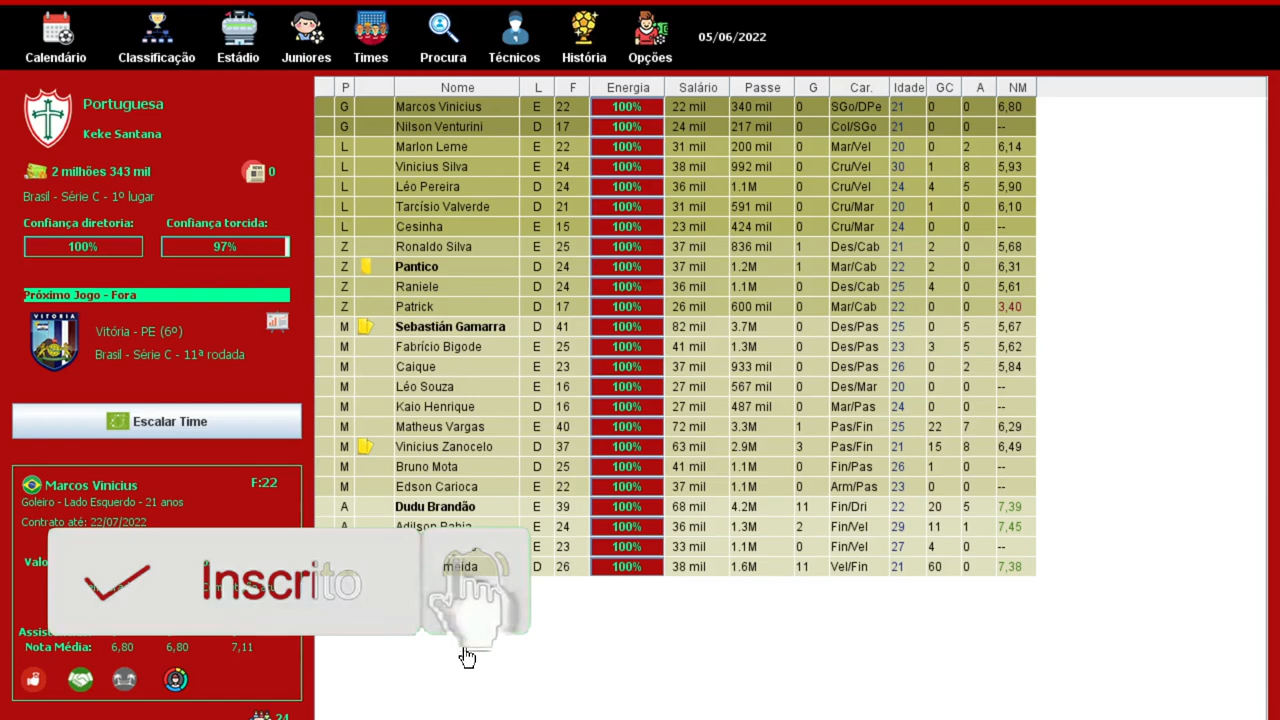 Calendário Classificação Estádio Juniores Times Procura Técnicos História Opções 05/06/2022
Portuguesa
Keke Santana
2 milhões 343 mil 0
Brasil - Série C - 1º lugar
Confiança diretoria: Confiança torcida:
100% 97%
Próximo Jogo - Fora
VITORIA
Vitória - PE (6º)
Brasil - Série C - 11ª rodada
Escalar Time
Marcos Vinicius F:22
Goleiro - Lado Esquerdo - 21 anos
Contrato até: 22/07/2022
Inscrito
Nota Média: 6,80 6,80 7,11
24
P Nome L F Energia Salário Passe G Car. Idade GC A NM
G Marcos Vinicius E 22 100% 22 mil 340 mil 0 SGo/DPe 21 0 0 6,80
G Nilson Venturini D 17 100% 24 mil 217 mil 0 Col/SGo 21 0 0 --
L Marlon Leme E 22 100% 31 mil 200 mil 0 Mar/Vel 20 0 2 6,14
L Vinicius Silva E 24 100% 38 mil 992 mil 0 Cru/Vel 30 1 8 5,93
L Léo Pereira D 24 100% 36 mil 1.1M 0 Cru/Vel 24 4 5 5,90
L Tarcísio Valverde D 21 100% 31 mil 591 mil 0 Cru/Mar 20 1 0 6,10
L Cesinha E 15 100% 23 mil 424 mil 0 Cru/Mar 24 0 0 --
Z Ronaldo Silva E 25 100% 37 mil 836 mil 1 Des/Cab 21 2 0 5,68
Z Pantico D 24 100% 37 mil 1.2M 1 Mar/Cab 22 2 0 6,31
Z Raniele D 24 100% 36 mil 1.1M 0 Des/Cab 25 4 0 5,61
Z Patrick D 17 100% 26 mil 600 mil 0 Mar/Cab 22 0 0 3,40
M Sebastián Gamarra D 41 100% 82 mil 3.7M 0 Des/Pas 25 0 5 5,67
M Fabrício Bigode E 25 100% 41 mil 1.3M 0 Des/Pas 23 3 5 5,62
M Caique E 23 100% 37 mil 933 mil 0 Des/Pas 26 0 2 5,84
M Léo Souza E 16 100% 27 mil 567 mil 0 Des/Mar 20 0 0 --
M Kaio Henrique D 16 100% 27 mil 487 mil 0 Mar/Pas 24 0 0 --
M Matheus Vargas E 40 100% 72 mil 3.3M 1 Pas/Fin 25 22 7 6,29
M Vinicius Zanocelo D 37 100% 63 mil 2.9M 3 Pas/Fin 21 15 8 6,49
M Bruno Mota D 25 100% 41 mil 1.1M 0 Fin/Pas 26 1 0 --
M Edson Carioca E 22 100% 37 mil 1.1M 0 Arm/Pas 23 0 0 --
A Dudu Brandão E 39 100% 68 mil 4.2M 11 Fin/Dri 22 20 5 7,39
A Adilson Bahia E 24 100% 36 mil 1.3M 2 Fin/Vel 29 11 1 7,45
E 23 100% 33 mil 1.1M 0 Fin/Vel 27 4 0 --
meida D 26 100% 38 mil 1.6M 11 Vel/Fin 21 60 0 7,38